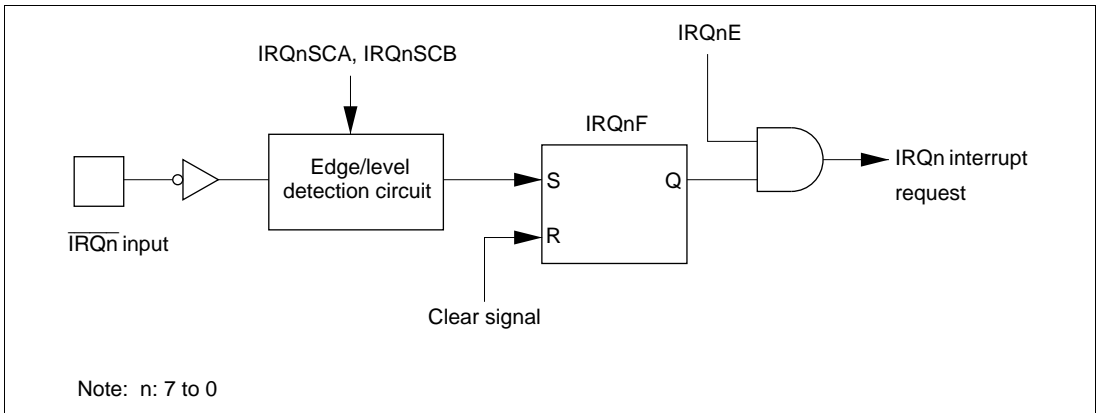 IRQnE
IRQnSCA, IRQnSCB
IRQnF
Edge/level
detection circuit
S
Q
IRQn interrupt
request
R
IRQn input
Clear signal
Note: n: 7 to 0